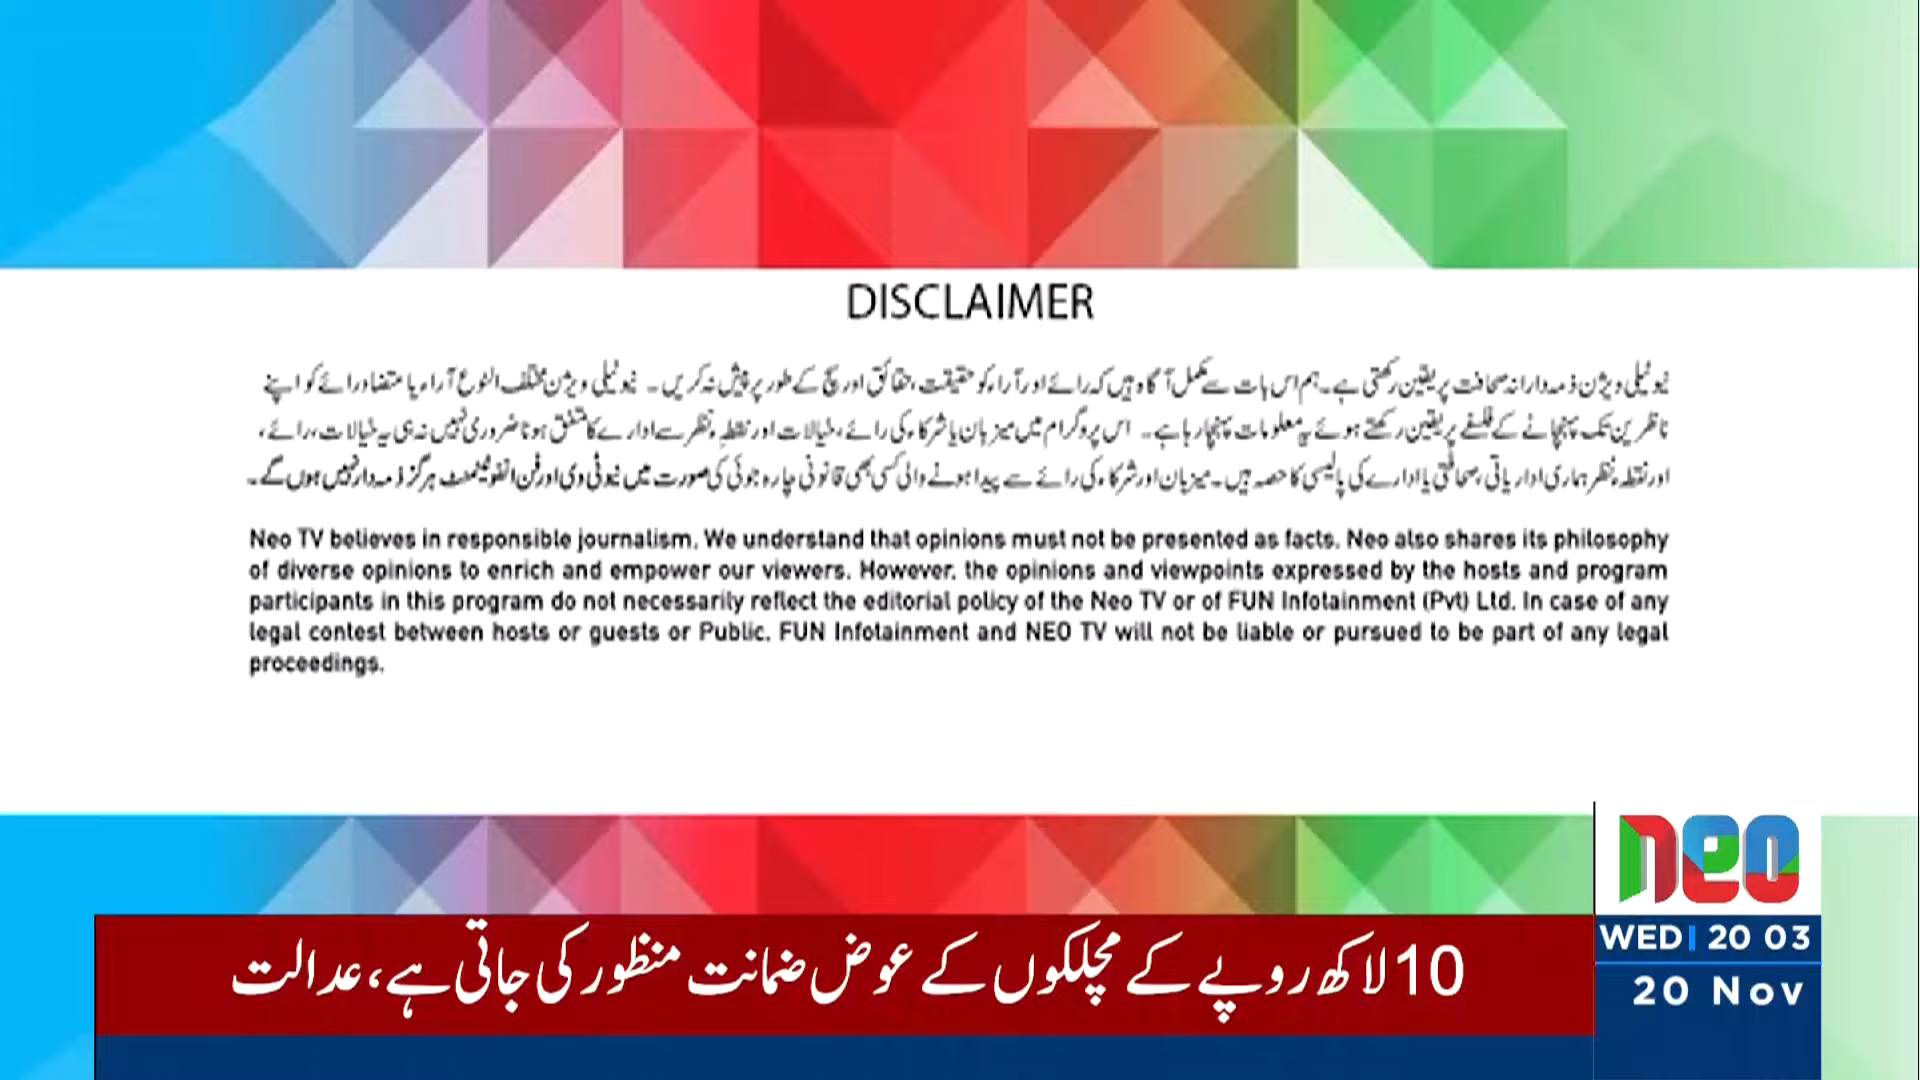 DISCLAIMER
نیو ٹیلی ویژن ذمہ دارانہ صحافت پر یقین رکھتی ہے۔ ہم اس بات سے مکمل آگاہ ہیں کہ رائے اور آراء کو حقیقت، حقائق اور سچ کے طور پر پیش نہ کریں۔ نیو ٹیلی ویژن مختلف النوع آراء یا متضاد رائے کو اپنے
ناظرین تک پہنچانے کے فلسفے پر یقین رکھتے ہوئے یہ معلومات پہنچا رہا ہے۔ اس پروگرام میں میزبان یا شرکاء کی رائے، خیالات اور نقطہ نظر سے ادارے کا متفق ہونا ضروری نہیں نہ ہی یہ خیالات، رائے،
اور نقطہ نظر ہماری ادارتی، صحافتی یا ادارے کی پالیسی کا حصہ ہیں۔ میزبان اور شرکاء کی رائے سے پیدا ہونے والی کسی بھی قانونی چارہ جوئی کی صورت میں نیو ٹی وی اور فن انفوٹینمنٹ ہرگز ذمہ دار نہیں ہوں گے۔
Neo TV believes in responsible journalism. We understand that opinions must not be presented as facts. Neo also shares its philosophy
of diverse opinions to enrich and empower our viewers. However, the opinions and viewpoints expressed by the hosts and program
participants in this program do not necessarily reflect the editorial policy of the Neo TV or of FUN Infotainment (Pvt) Ltd. In case of any
legal contest between hosts or guests or Public, FUN Infotainment and NEO TV will not be liable or pursued to be part of any legal
proceedings.
neo
WED 20 03
20 Nov
10 لاکھ روپے کے مچلکوں کے عوض ضمانت منظور کی جاتی ہے، عدالت